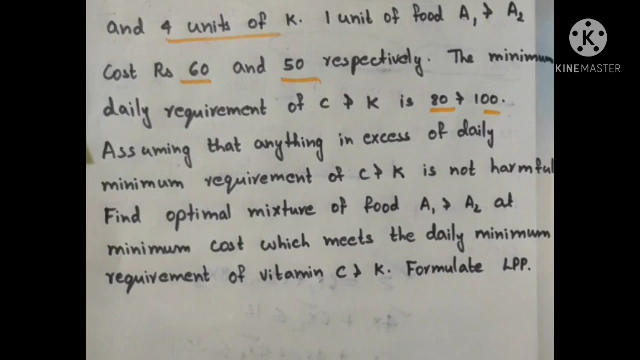 and 4 units of K. 1 unit of food A1 & A2
Cost Rs 60 and 50 respectively. The minimum
daily requirement of C & K is 80 & 100.
Assuming that anything in excess of daily
minimum requirement of C & K is not harmful
Find optimal mixture of food A1 & A2 at
minimum cost which meets the daily minimum
requirement of vitamin C & K. Formulate LPP.
K
KINEMASTER